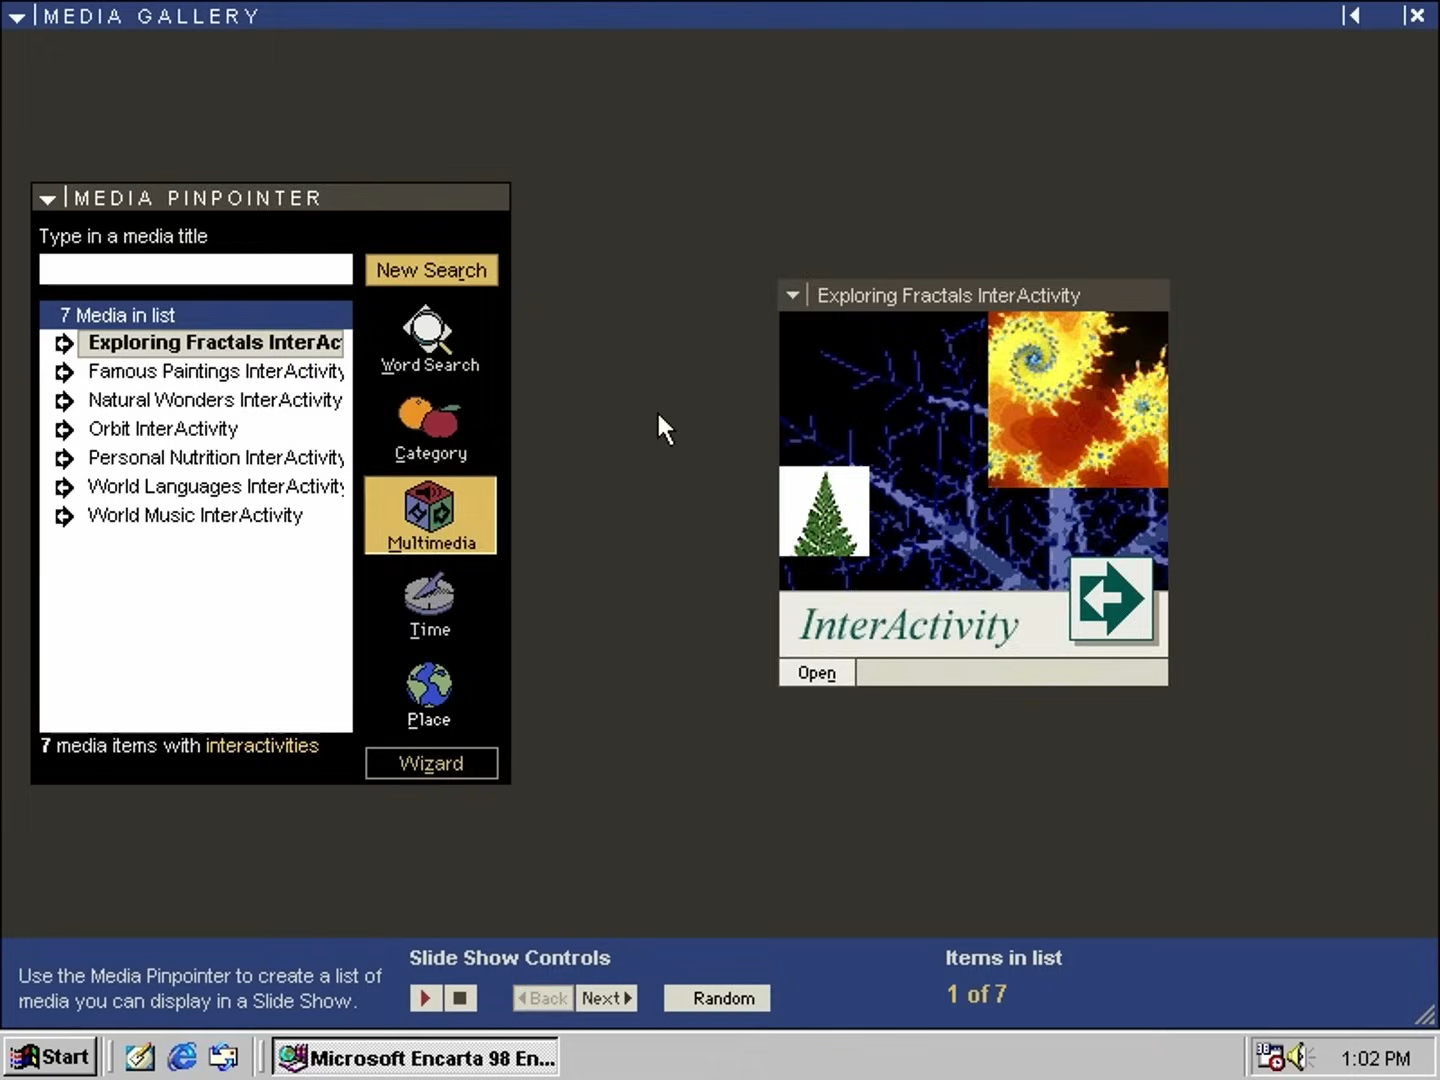 MEDIA GALLERY
MEDIA PINPOINTER
Type in a media title
New Search
7 Media in list
Exploring Fractals InterAc
Famous Paintings InterActivity
Natural Wonders InterActivity
Orbit InterActivity
Personal Nutrition InterActivity
World Languages InterActivity
World Music InterActivity
Word Search
Category
Multimedia
Time
Place
7 media items with interactivities
Wizard
Exploring Fractals InterActivity
InterActivity
Open
Use the Media Pinpointer to create a list of
media you can display in a Slide Show.
Slide Show Controls
Back
Next
Random
Items in list
1 of 7
Start
Microsoft Encarta 98 En...
1:02 PM